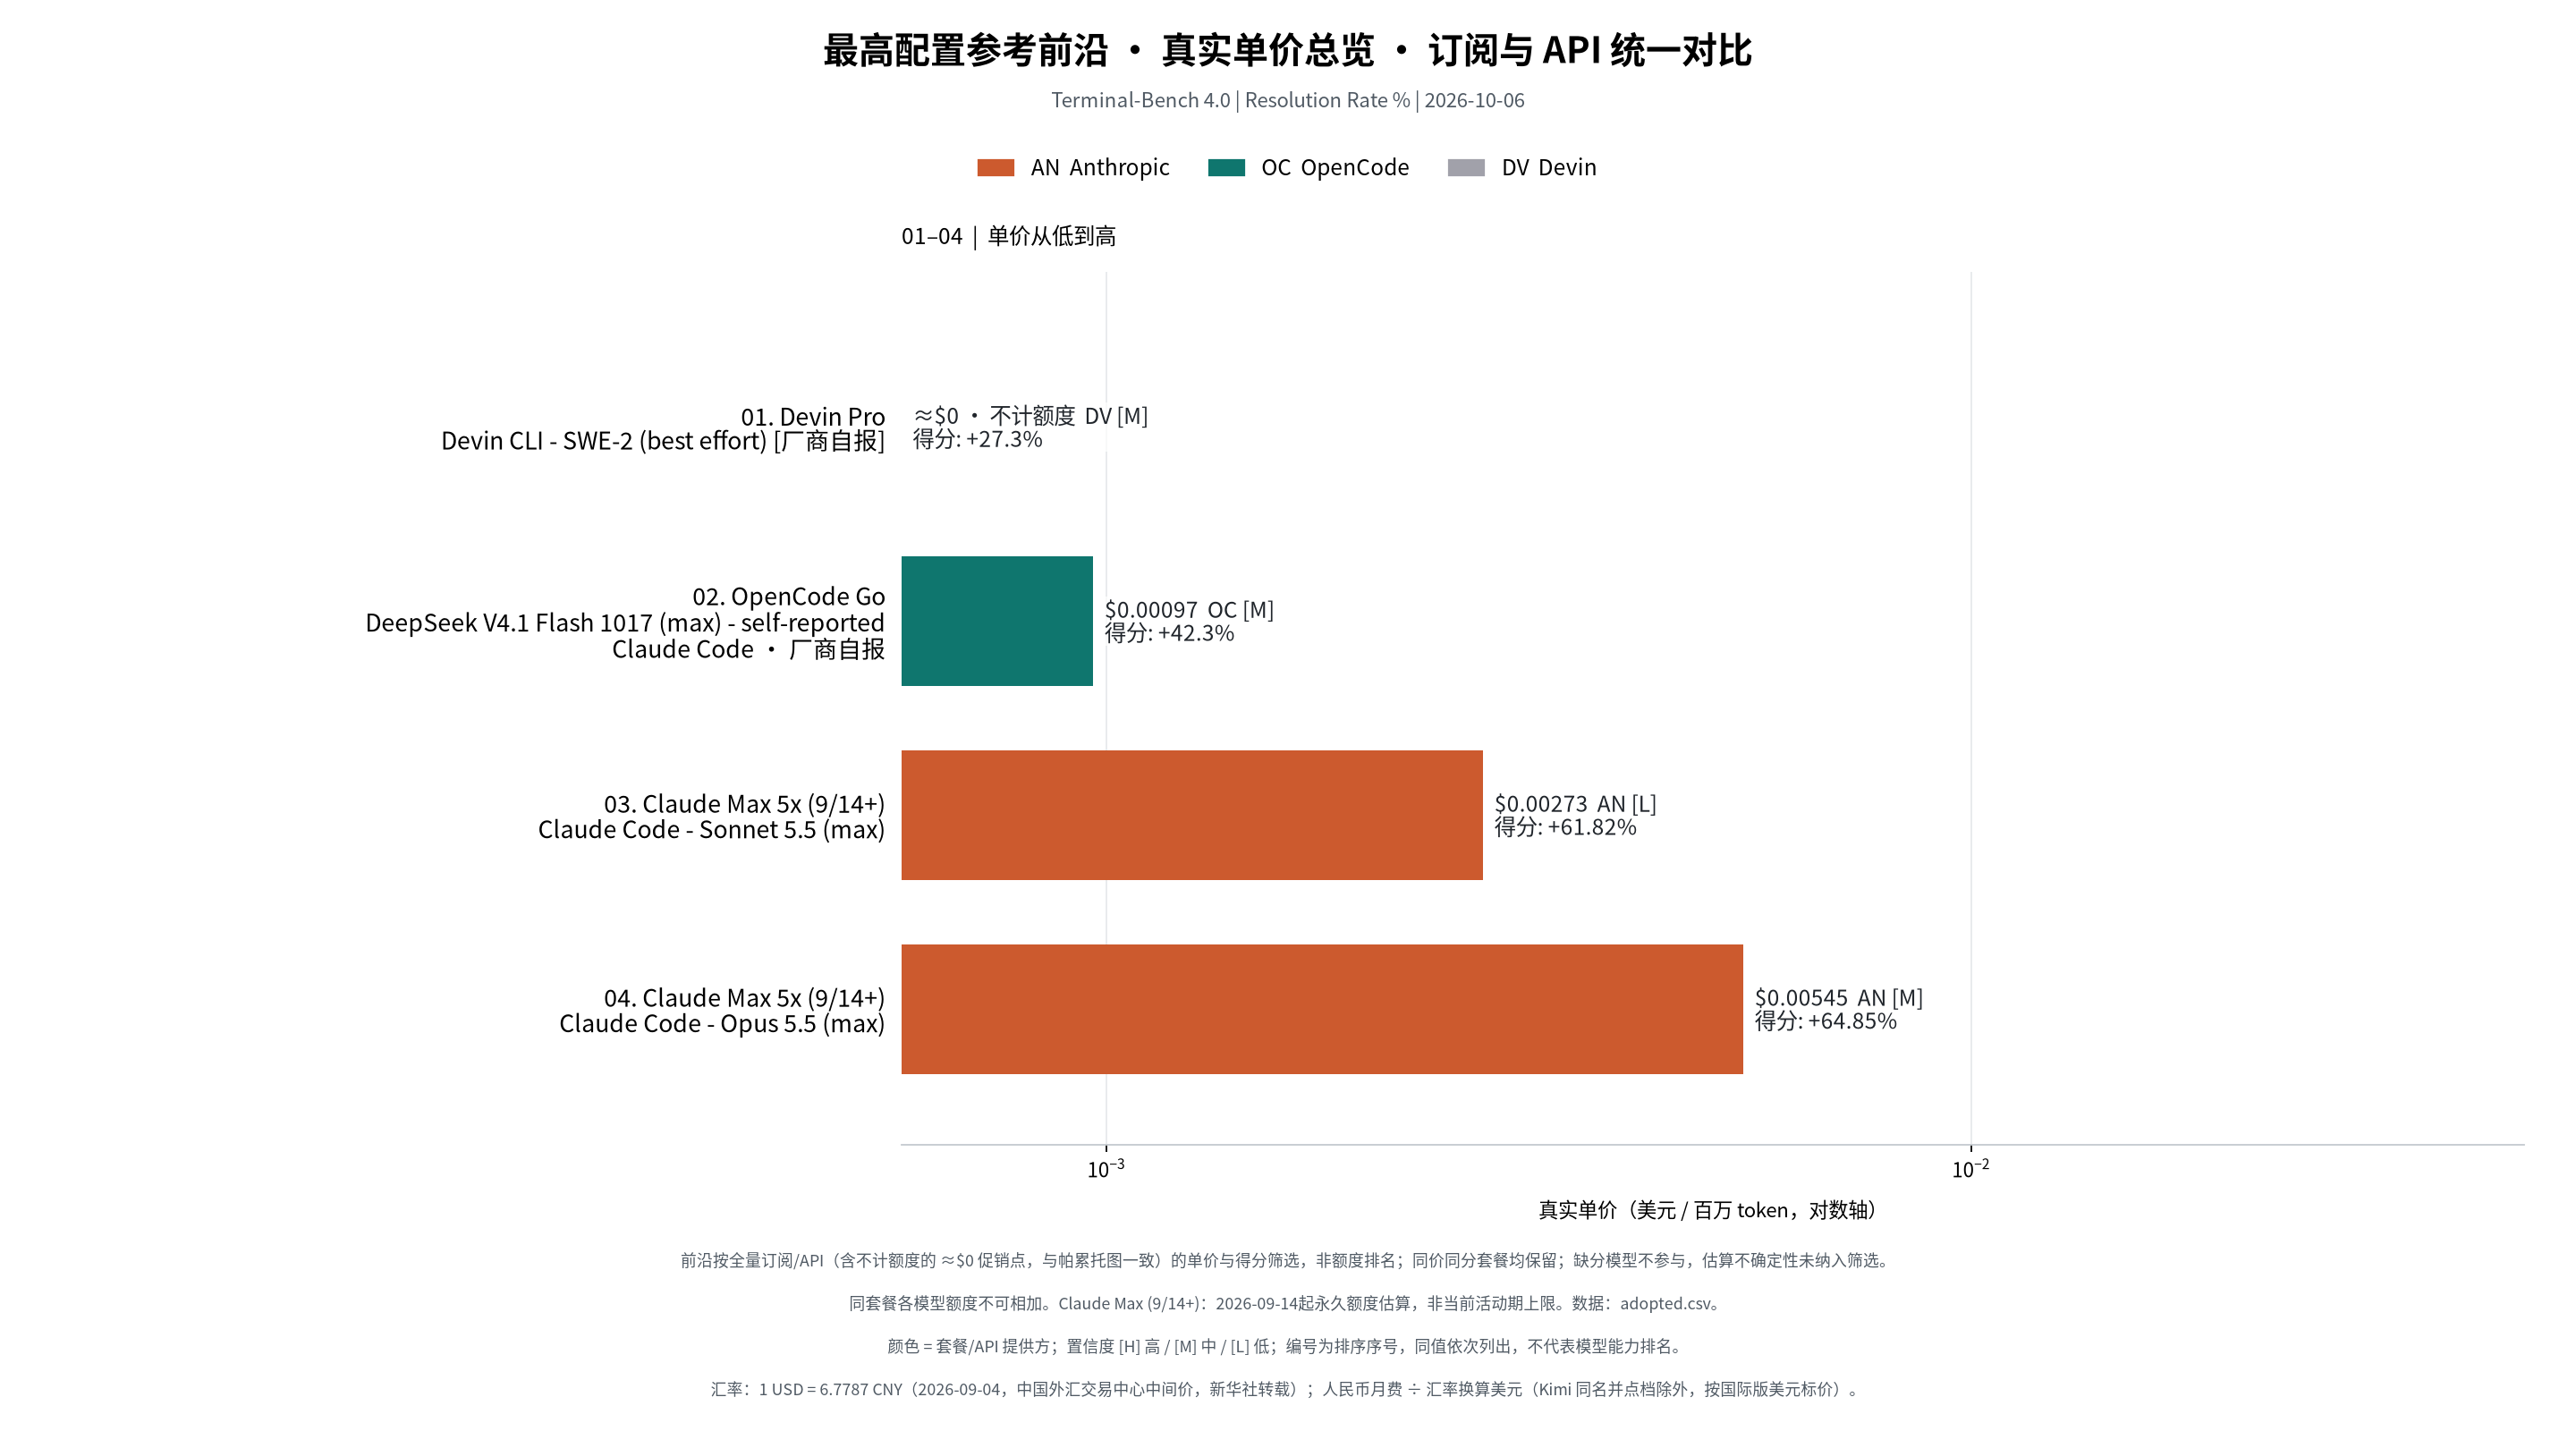 最高配置参考前沿 · 真实单价总览 · 订阅与 API 统一对比
Terminal-Bench 4.0 | Resolution Rate % | 2026-10-06
AN Anthropic
OC OpenCode
DV Devin
01–04 | 单价从低到高
01. Devin Pro
Devin CLI - SWE-2 (best effort) [厂商自报]
≈$0 · 不计额度 DV [M]
得分: +27.3%
02. OpenCode Go
DeepSeek V4.1 Flash 1017 (max) - self-reported
Claude Code · 厂商自报
$0.00097 OC [M]
得分: +42.3%
03. Claude Max 5x (9/14+)
Claude Code - Sonnet 5.5 (max)
$0.00273 AN [L]
得分: +61.82%
04. Claude Max 5x (9/14+)
Claude Code - Opus 5.5 (max)
$0.00545 AN [M]
得分: +64.85%
10⁻³
10⁻²
真实单价（美元 / 百万 token，对数轴）
前沿按全量订阅/API（含不计额度的 ≈$0 促销点，与帕累托图一致）的单价与得分筛选，非额度排名；同价同分套餐均保留；缺分模型不参与，估算不确定性未纳入筛选。
同套餐各模型额度不可相加。Claude Max (9/14+)：2026-09-14起永久额度估算，非当前活动期上限。数据：adopted.csv。
颜色 = 套餐/API 提供方；置信度 [H] 高 / [M] 中 / [L] 低；编号为排序序号，同值依次列出，不代表模型能力排名。
汇率：1 USD = 6.7787 CNY（2026-09-04，中国外汇交易中心中间价，新华社转载）；人民币月费 ÷ 汇率换算美元（Kimi 同名并点档除外，按国际版美元标价）。